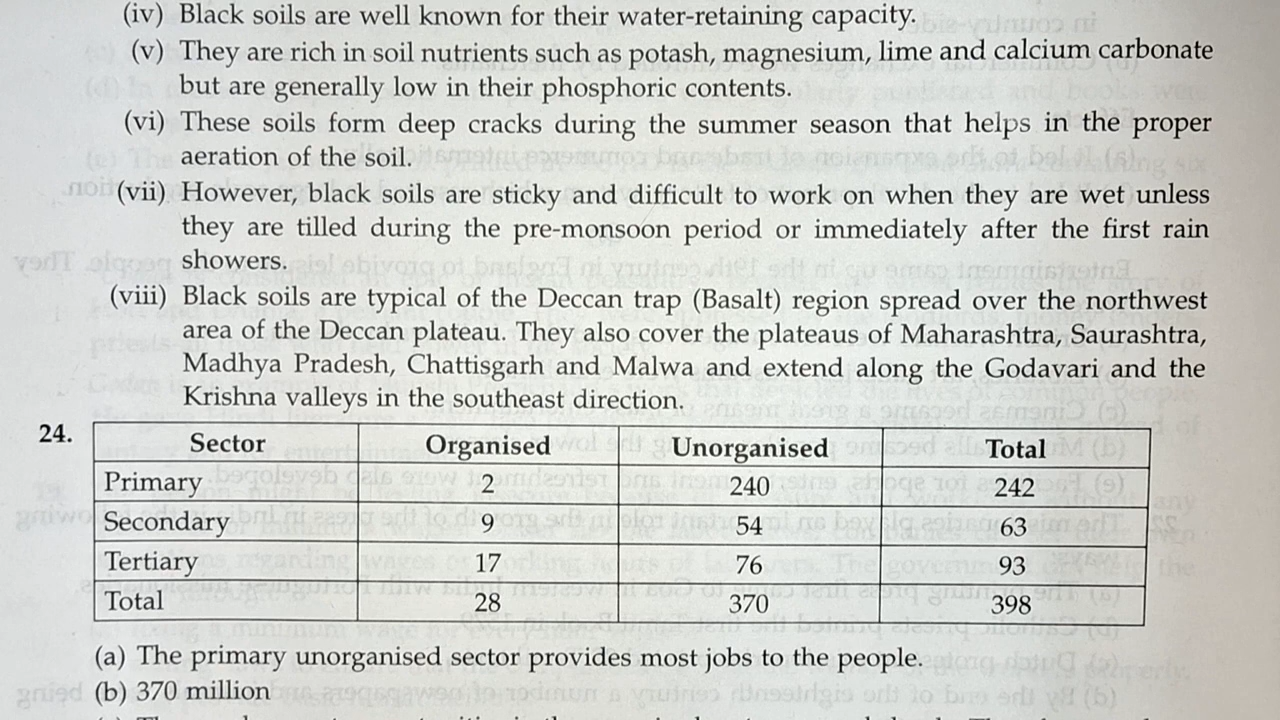 (iv) Black soils are well known for their water-retaining capacity.
(v) They are rich in soil nutrients such as potash, magnesium, lime and calcium carbonate
but are generally low in their phosphoric contents.
(vi) These soils form deep cracks during the summer season that helps in the proper
aeration of the soil.
(vii) However, black soils are sticky and difficult to work on when they are wet unless
they are tilled during the pre-monsoon period or immediately after the first rain
showers.
(viii) Black soils are typical of the Deccan trap (Basalt) region spread over the northwest
area of the Deccan plateau. They also cover the plateaus of Maharashtra, Saurashtra,
Madhya Pradesh, Chattisgarh and Malwa and extend along the Godavari and the
Krishna valleys in the southeast direction.
24. Sector Organised Unorganised Total
Primary 2 240 242
Secondary 9 54 63
Tertiary 17 76 93
Total 28 370 398
(a) The primary unorganised sector provides most jobs to the people.
(b) 370 million